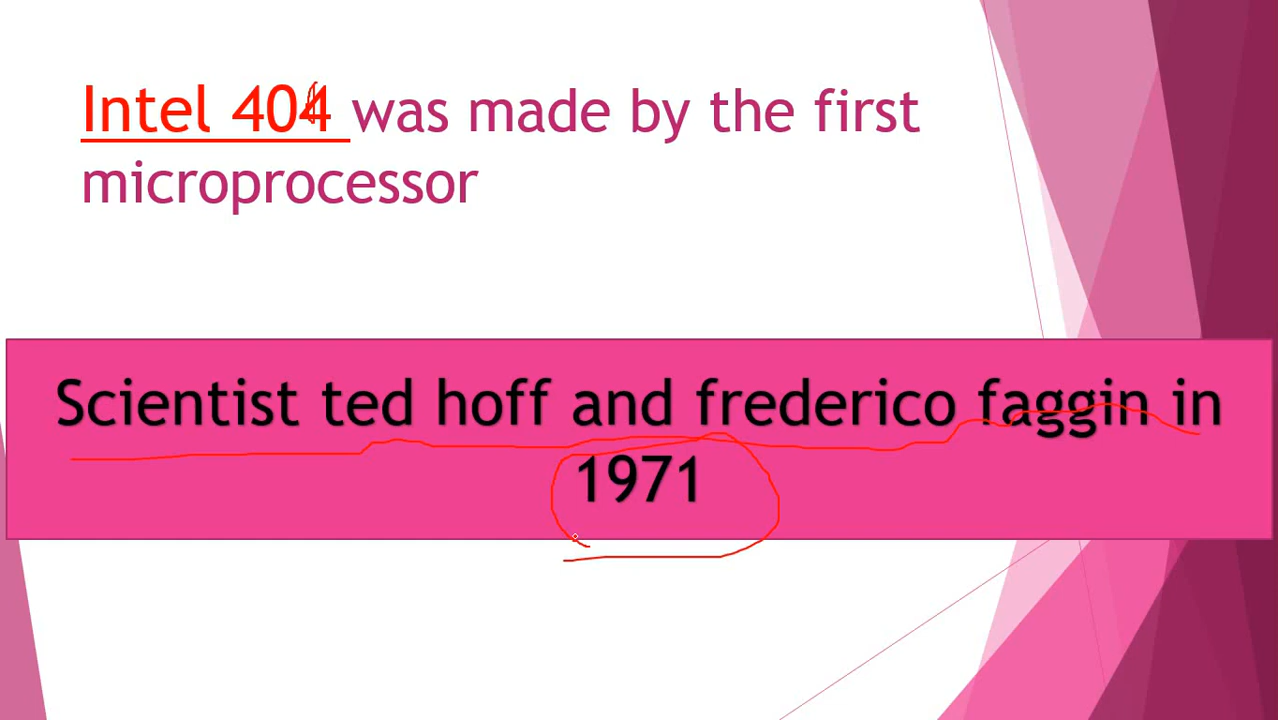 Intel 404 was made by the first
microprocessor
Scientist ted hoff and frederico faggin in
1971